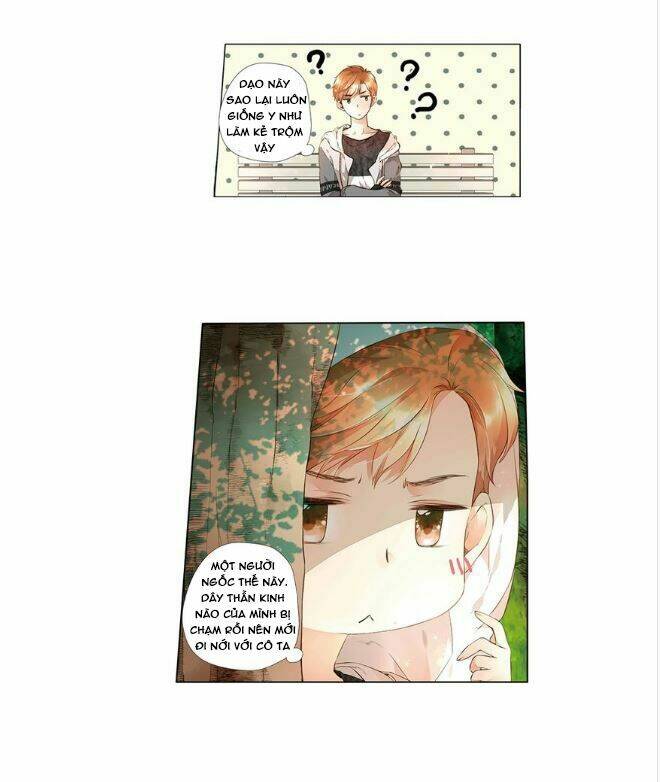 ? ? ? ?
DẠO NÀY
SAO LẠI LUÔN
GIỐNG Y NHƯ
LÀM KẺ TRỘM
VẬY
MỘT NGƯỜI
NGỐC THẾ NÀY.
DÂY THẦN KINH
NÃO CỦA MÌNH BỊ
CHẠM RỒI NÊN MỚI
ĐI NỚI VỚI CÔ TA